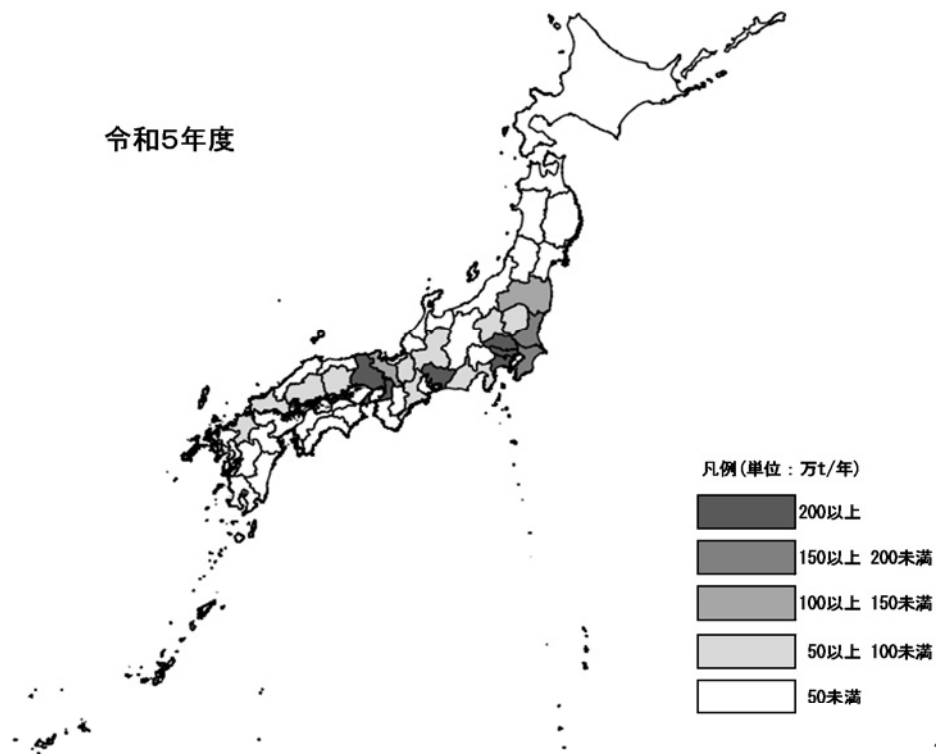 令和5年度
凡例(単位：万t/年)
200以上
150以上 200未満
100以上 150未満
50以上 100未満
50未満